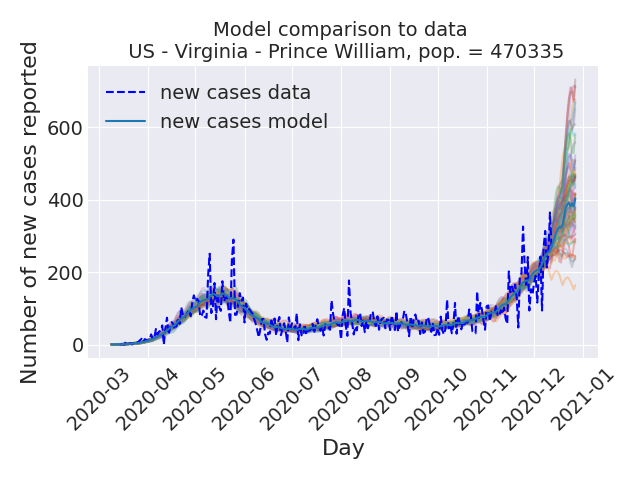 Model comparison to data
US - Virginia - Prince William, pop. = 470335
new cases data
new cases model
Number of new cases reported
600
400
200
0
2020-03
2020-04
2020-05
2020-06
2020-07
2020-08
2020-09
2020-10
2020-11
2020-12
2021-01
Day